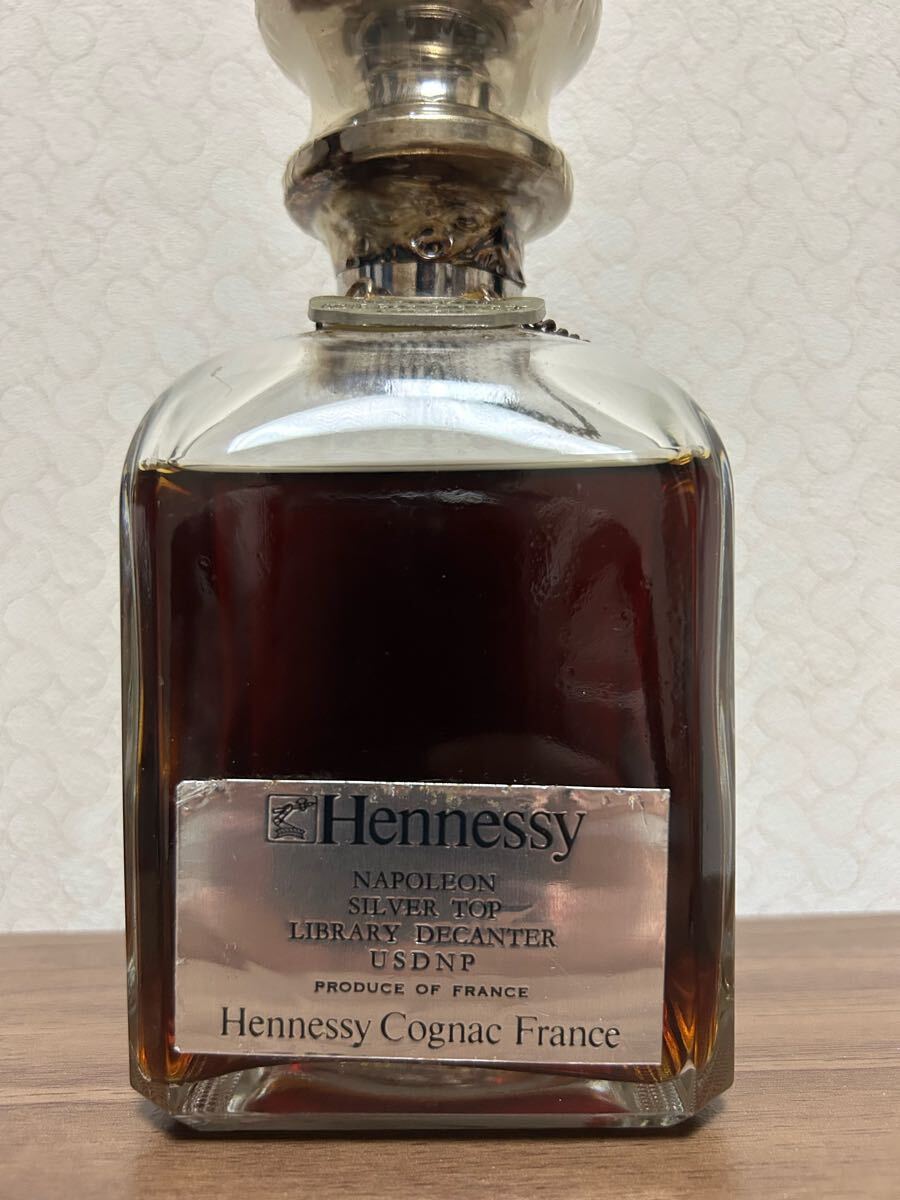 Hennessy
NAPOLEON
SILVER TOP
LIBRARY DECANTER
USDNP
PRODUCE OF FRANCE
Hennessy Cognac France